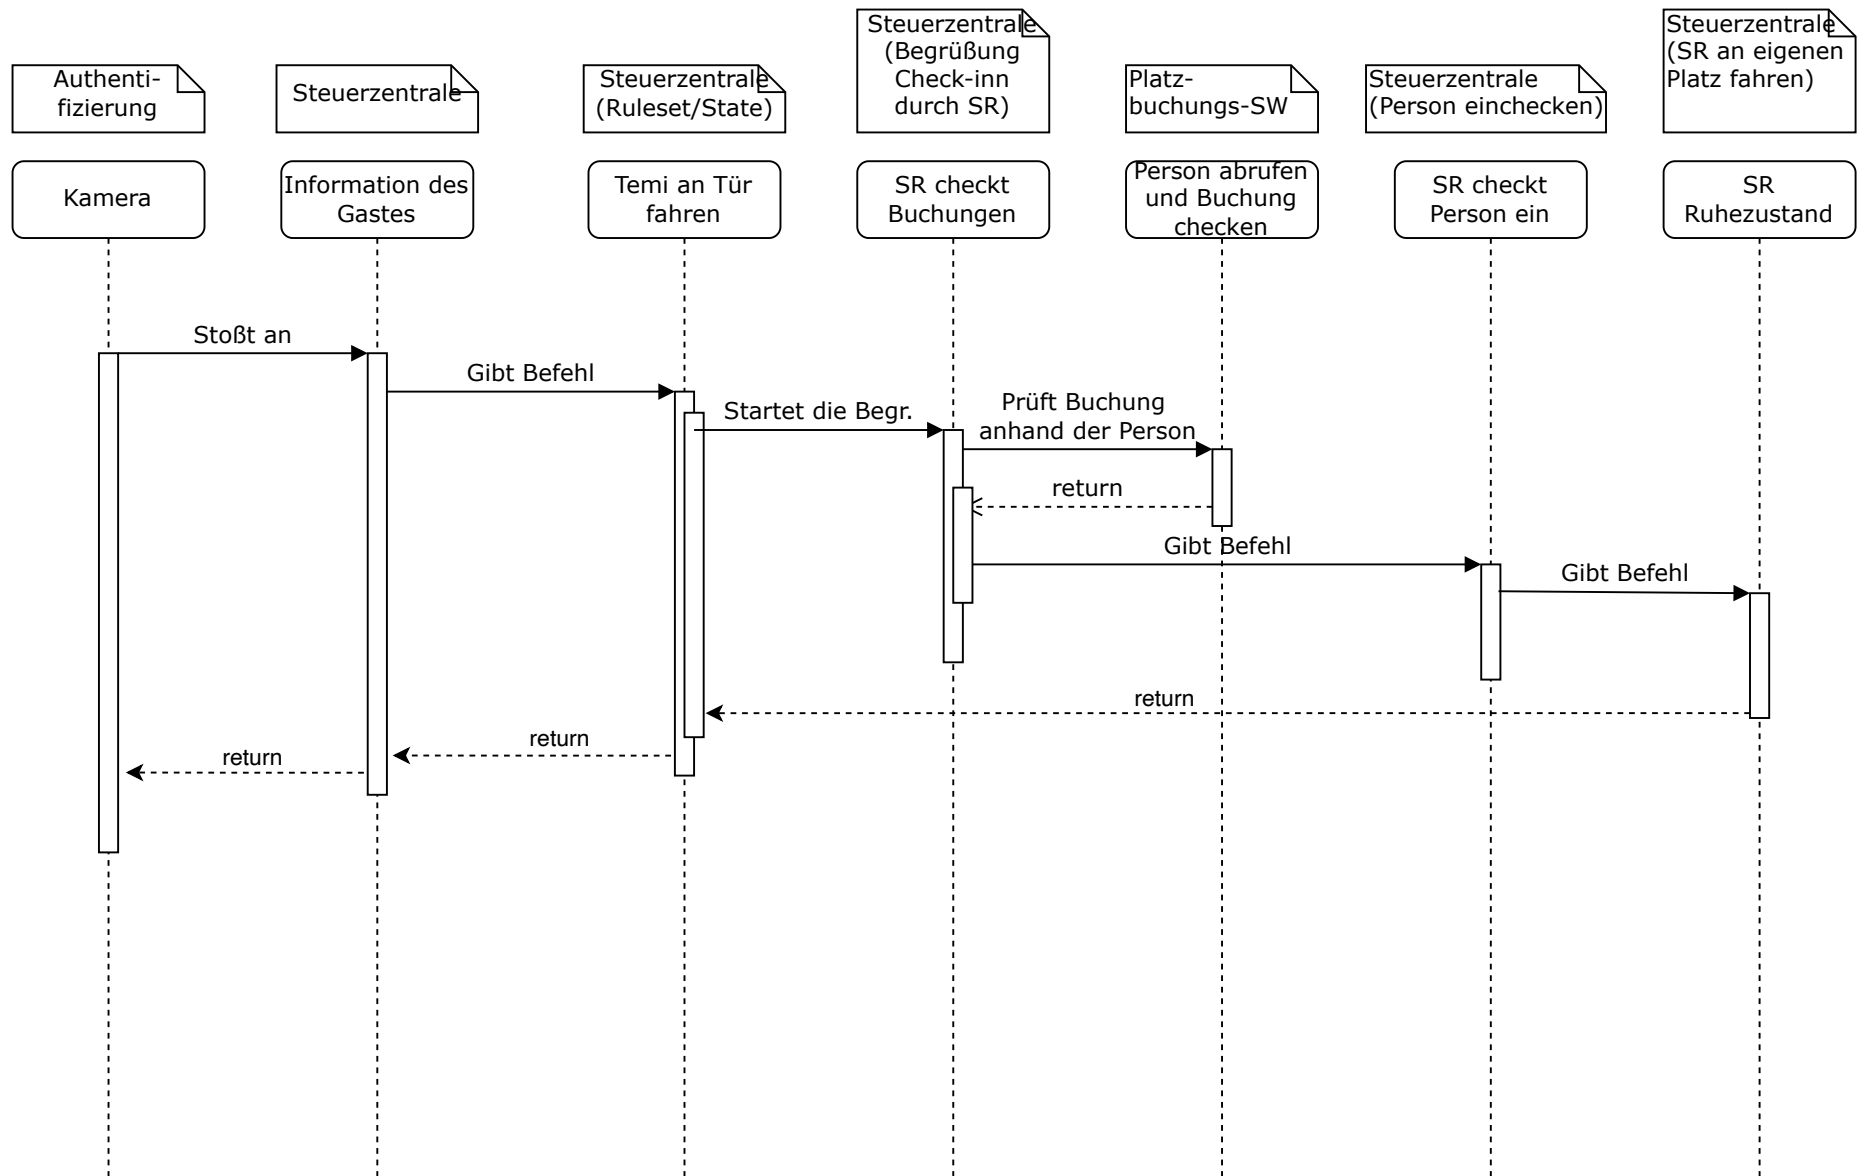 Authenti-
fizierung
Steuerzentrale
Steuerzentrale
(Ruleset/State)
Steuerzentrale
(Begrüßung
Check-inn
durch SR)
Platz-
buchungs-SW
Steuerzentrale
(Person einchecken)
Steuerzentrale
(SR an eigenen
Platz fahren)
Kamera
Information des
Gastes
Temi an Tür
fahren
SR checkt
Buchungen
Person abrufen
und Buchung
checken
SR checkt
Person ein
SR
Ruhezustand
Stoßt an
Gibt Befehl
Startet die Begr.
Prüft Buchung
anhand der Person
return
Gibt Befehl
Gibt Befehl
return
return
return